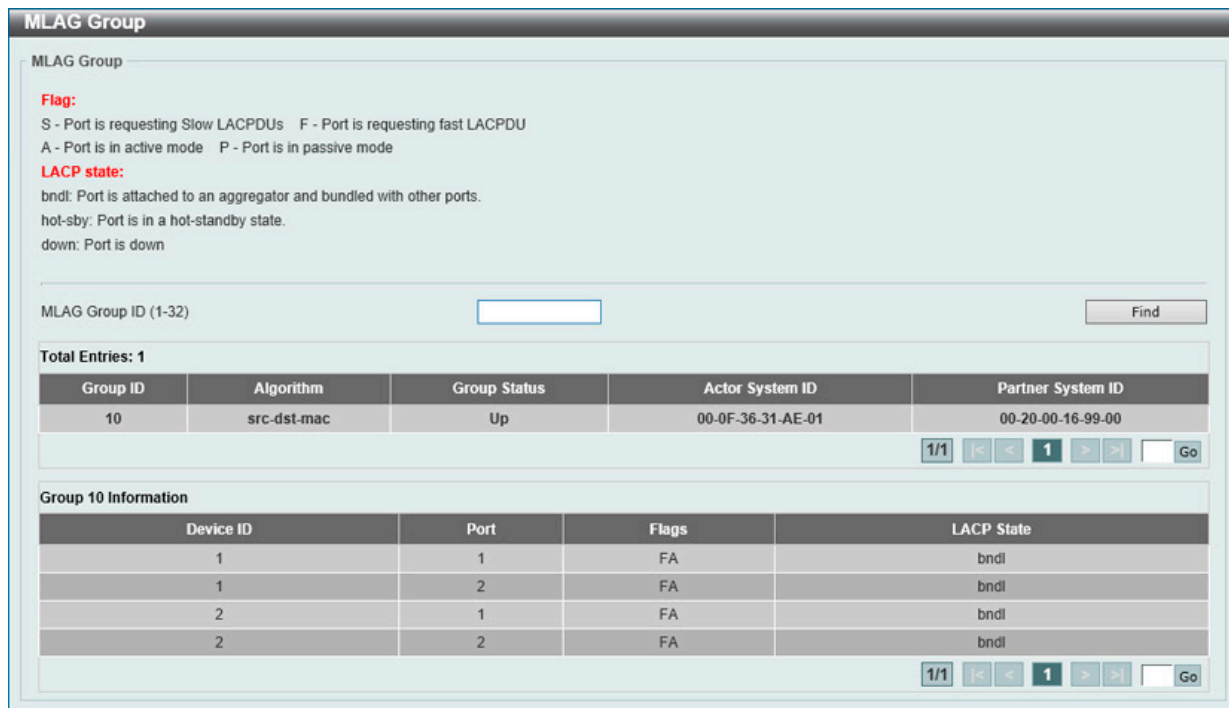 MLAG Group
MLAG Group
Flag:
S - Port is requesting Slow LACPDUs F - Port is requesting fast LACPDU
A - Port is in active mode P - Port is in passive mode
LACP state:
bndl: Port is attached to an aggregator and bundled with other ports.
hot-sby: Port is in a hot-standby state.
down: Port is down
MLAG Group ID (1-32) Find
Total Entries: 1
Group ID Algorithm Group Status Actor System ID Partner System ID
10 src-dst-mac Up 00-0F-36-31-AE-01 00-20-00-16-99-00
1/1 |< < 1 > >| Go
Group 10 Information
Device ID Port Flags LACP State
1 1 FA bndl
1 2 FA bndl
2 1 FA bndl
2 2 FA bndl
1/1 |< < 1 > >| Go